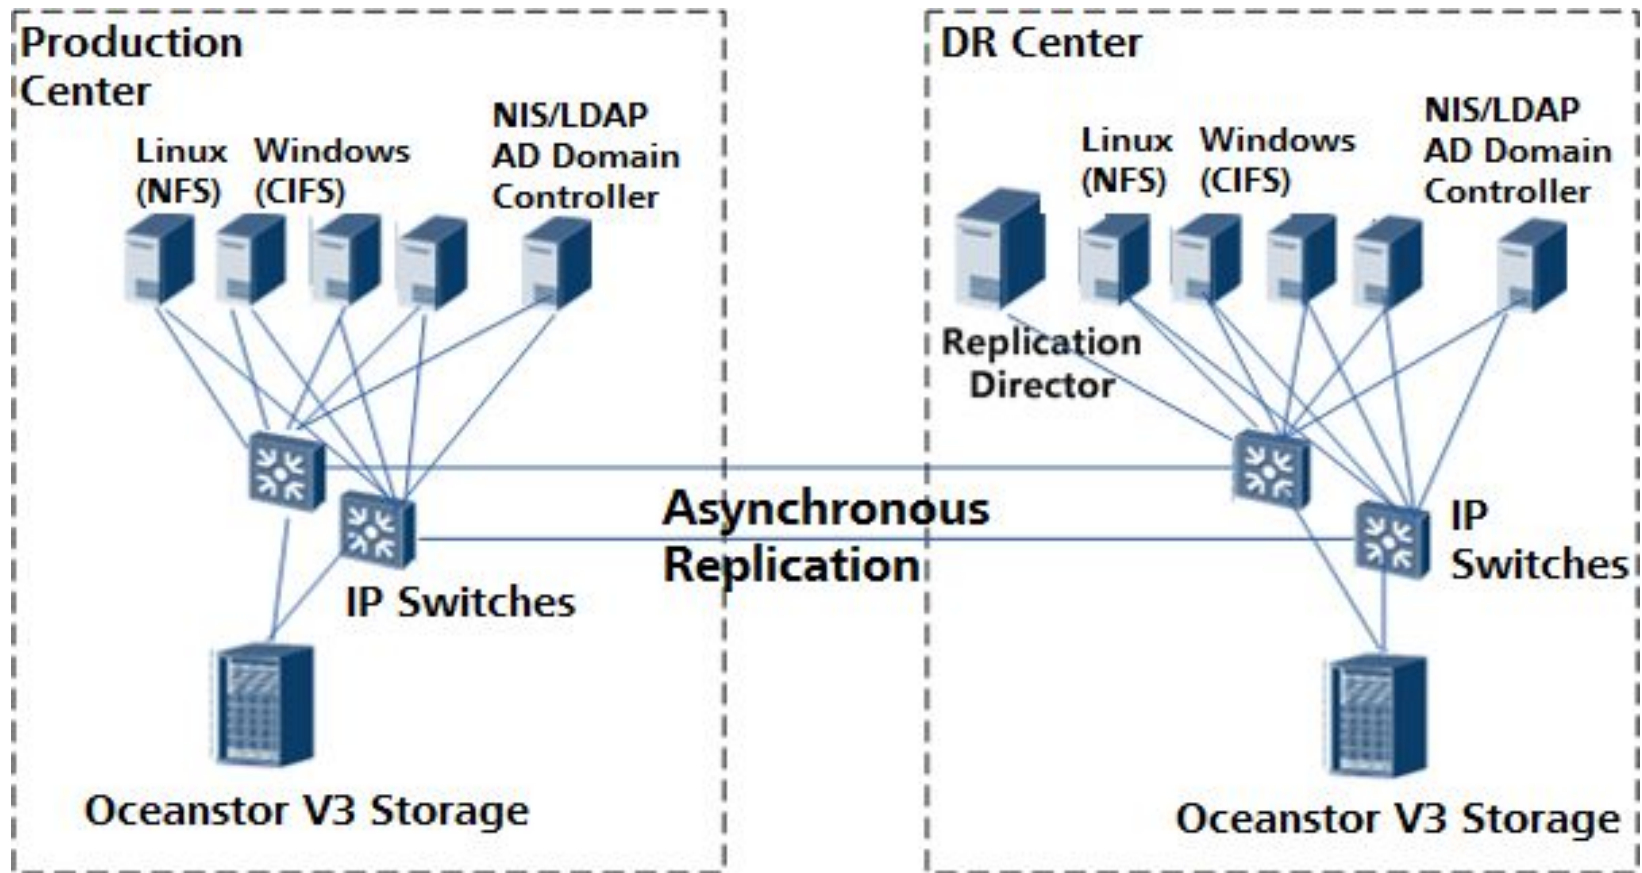 Production
Center
Linux
(NFS)
Windows
(CIFS)
NIS/LDAP
AD Domain
Controller
IP Switches
Oceanstor V3 Storage
Asynchronous
Replication
DR Center
Replication
Director
Linux
(NFS)
Windows
(CIFS)
NIS/LDAP
AD Domain
Controller
IP
Switches
Oceanstor V3 Storage